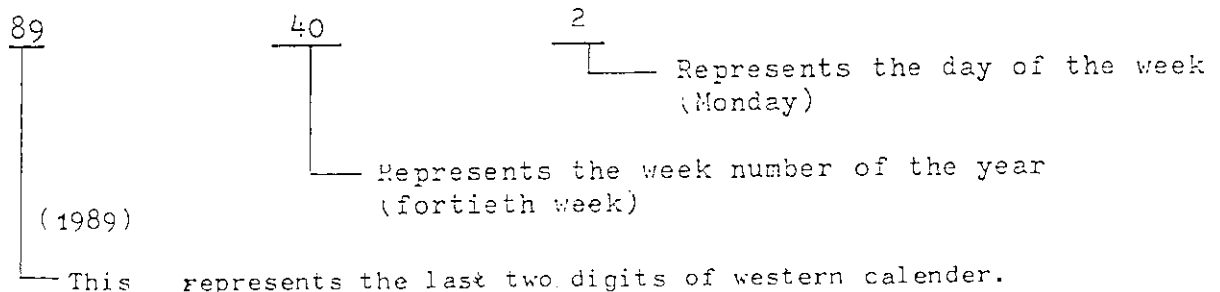 89 40 2
Represents the day of the week
(Monday)
Represents the week number of the year
(fortieth week)
(1989)
This represents the last two digits of western calender.